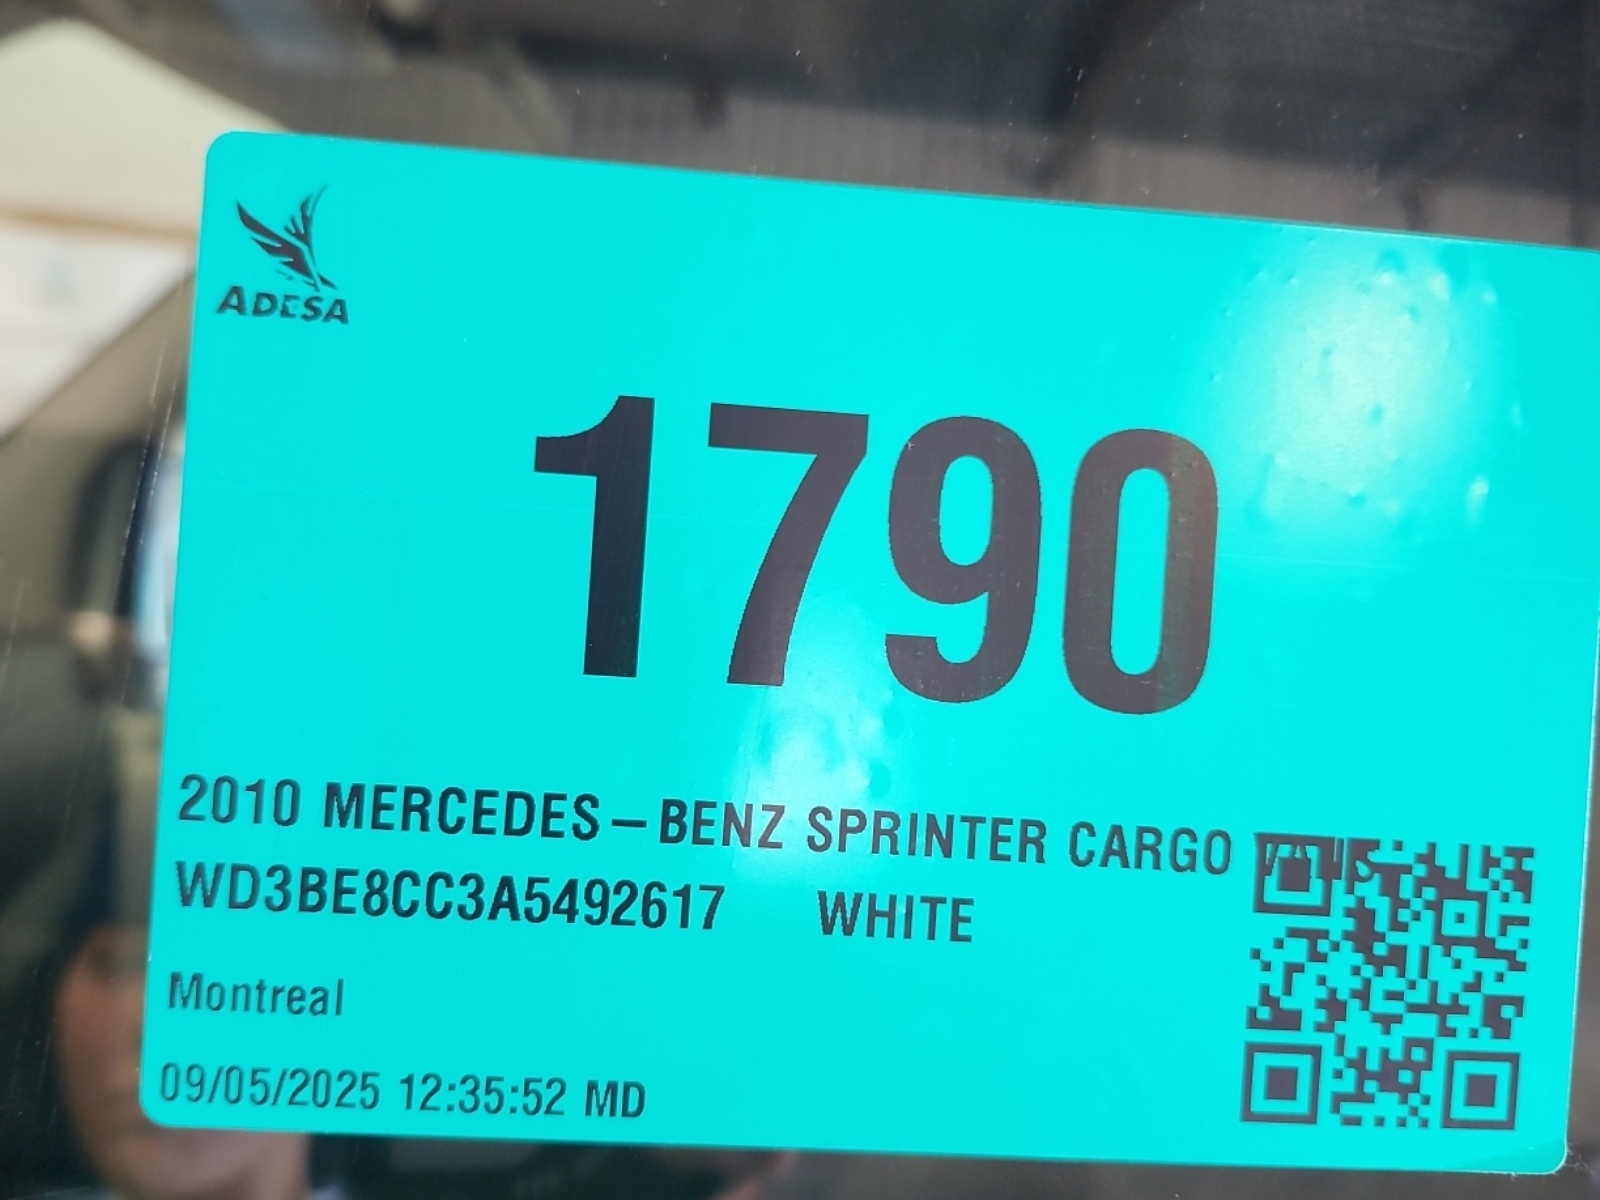 ADESA
1790
2010 MERCEDES-BENZ SPRINTER CARGO
WD3BE8CC3A5492617 WHITE
Montreal
09/05/2025 12:35:52 MD